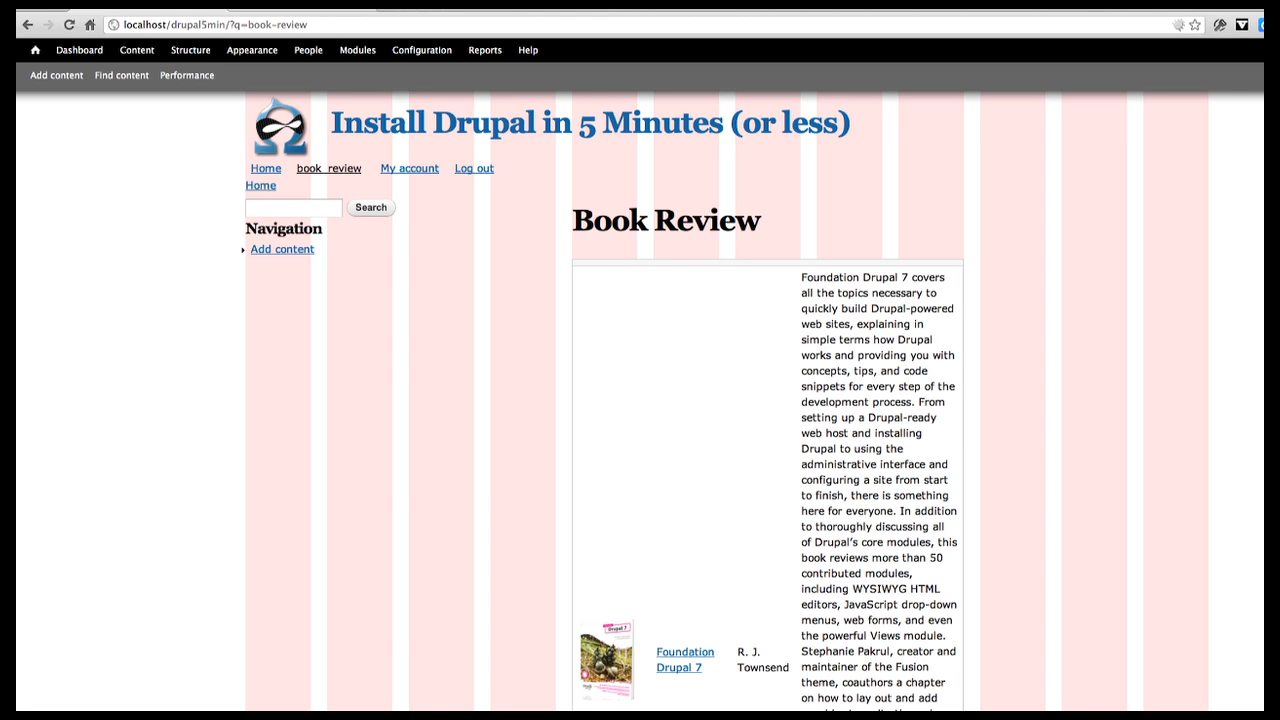 localhost/drupal5min/?q=book-review
Dashboard Content Structure Appearance People Modules Configuration Reports Help
Add content Find content Performance
Install Drupal in 5 Minutes (or less)
Home book_review My account Log out
Home
Search
Navigation
Add content
Book Review
Foundation Drupal 7 covers
all the topics necessary to
quickly build Drupal-powered
web sites, explaining in
simple terms how Drupal
works and providing you with
concepts, tips, and code
snippets for every step of the
development process. From
setting up a Drupal-ready
web host and installing
Drupal to using the
administrative interface and
configuring a site from start
to finish, there is something
here for everyone. In addition
to thoroughly discussing all
of Drupal's core modules, this
book reviews more than 50
contributed modules,
including WYSIWYG HTML
editors, JavaScript drop-down
menus, web forms, and even
the powerful Views module.
Stephanie Pakrul, creator and
maintainer of the Fusion
theme, coauthors a chapter
on how to lay out and add
Drupal 7
Foundation
Drupal 7
R. J.
Townsend